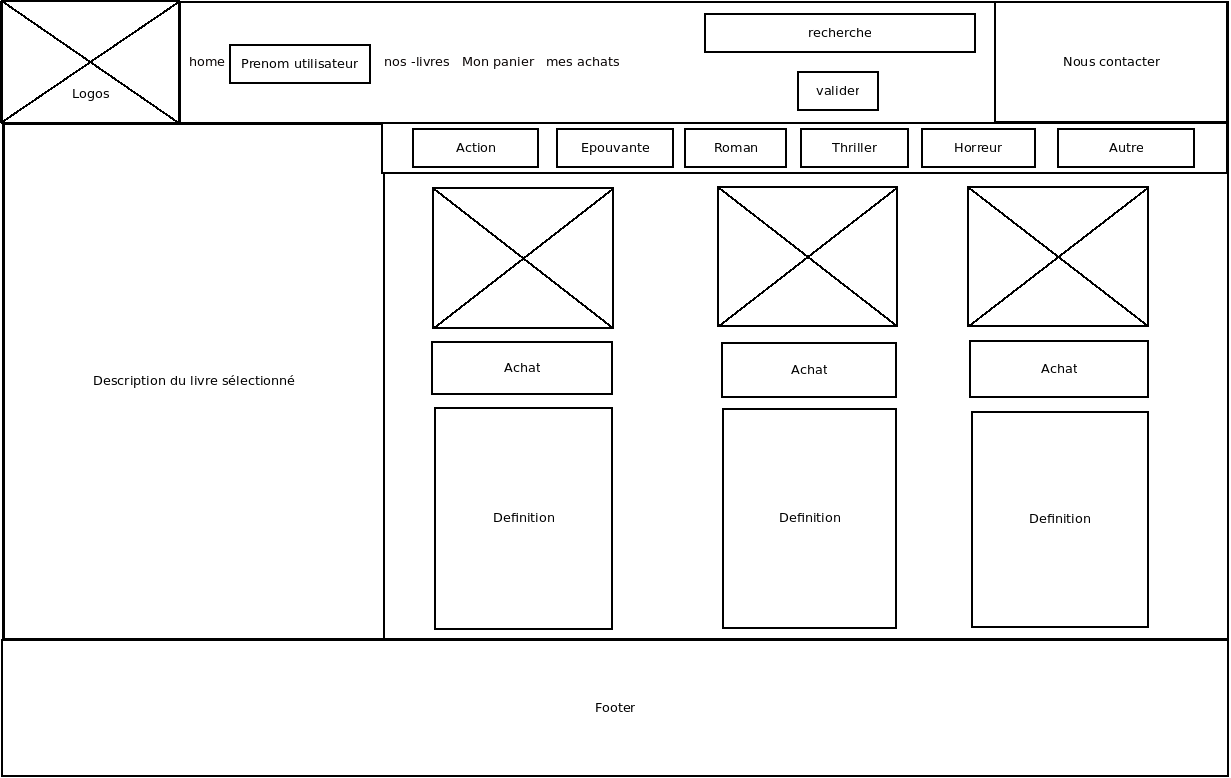 recherche
home Prenom utilisateur nos -livres Mon panier mes achats
Nous contacter
valider
Logos
Action Epouvante Roman Thriller Horreur Autre
Achat Achat Achat
Description du livre sélectionné
Definition Definition Definition
Footer